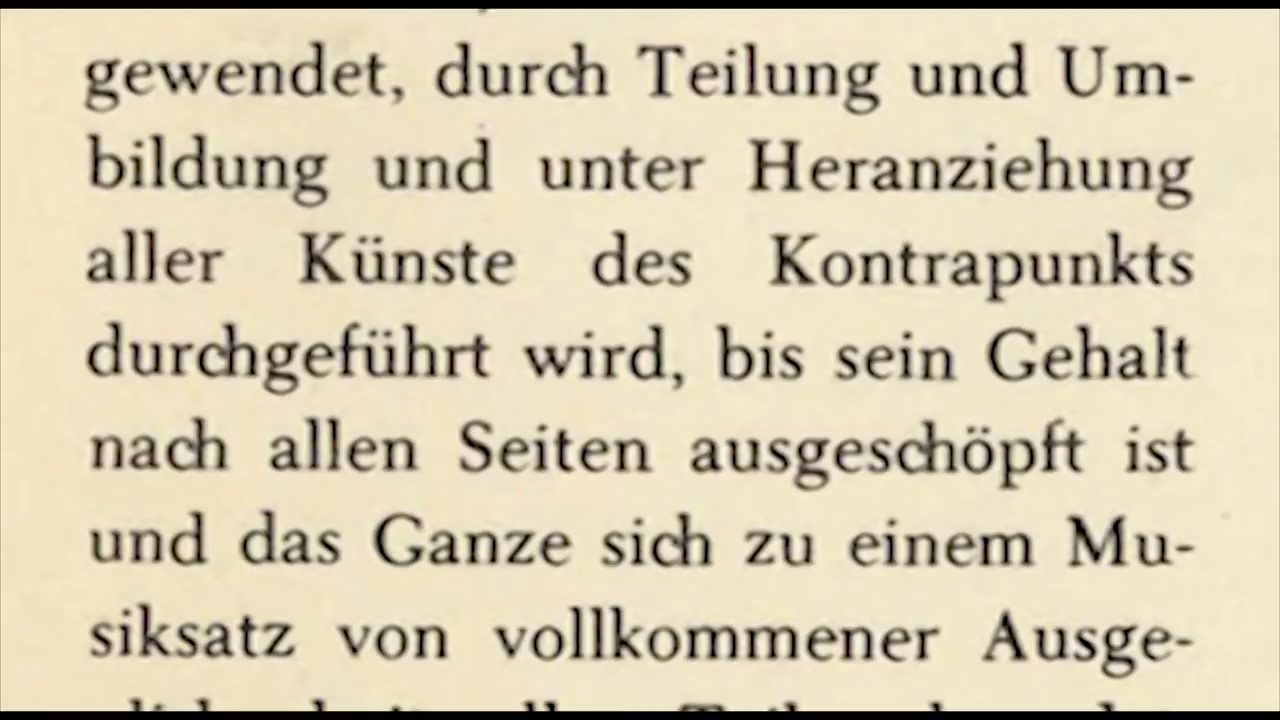 gewendet, durch Teilung und Um-
bildung und unter Heranziehung
aller Künste des Kontrapunkts
durchgeführt wird, bis sein Gehalt
nach allen Seiten ausgeschöpft ist
und das Ganze sich zu einem Mu-
siksatz von vollkommener Ausge-